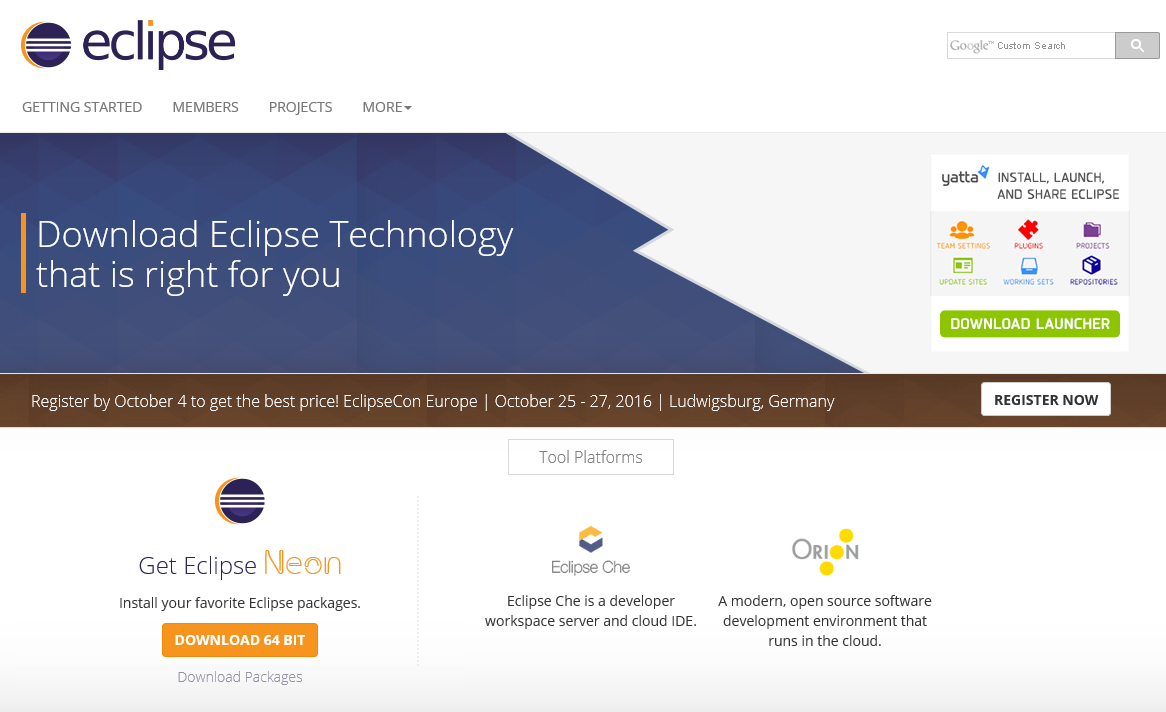 eclipse
Google™ Custom Search
GETTING STARTED
MEMBERS
PROJECTS
MORE
Download Eclipse Technology
that is right for you
yatta
INSTALL, LAUNCH,
AND SHARE ECLIPSE
TEAM SETTINGS
PLUGINS
PROJECTS
UPDATE SITES
WORKING SETS
REPOSITORIES
DOWNLOAD LAUNCHER
Register by October 4 to get the best price! EclipseCon Europe | October 25 - 27, 2016 | Ludwigsburg, Germany
REGISTER NOW
Tool Platforms
Get Eclipse Neon
Install your favorite Eclipse packages.
DOWNLOAD 64 BIT
Download Packages
Eclipse Che
Eclipse Che is a developer
workspace server and cloud IDE.
ORION
A modern, open source software
development environment that
runs in the cloud.